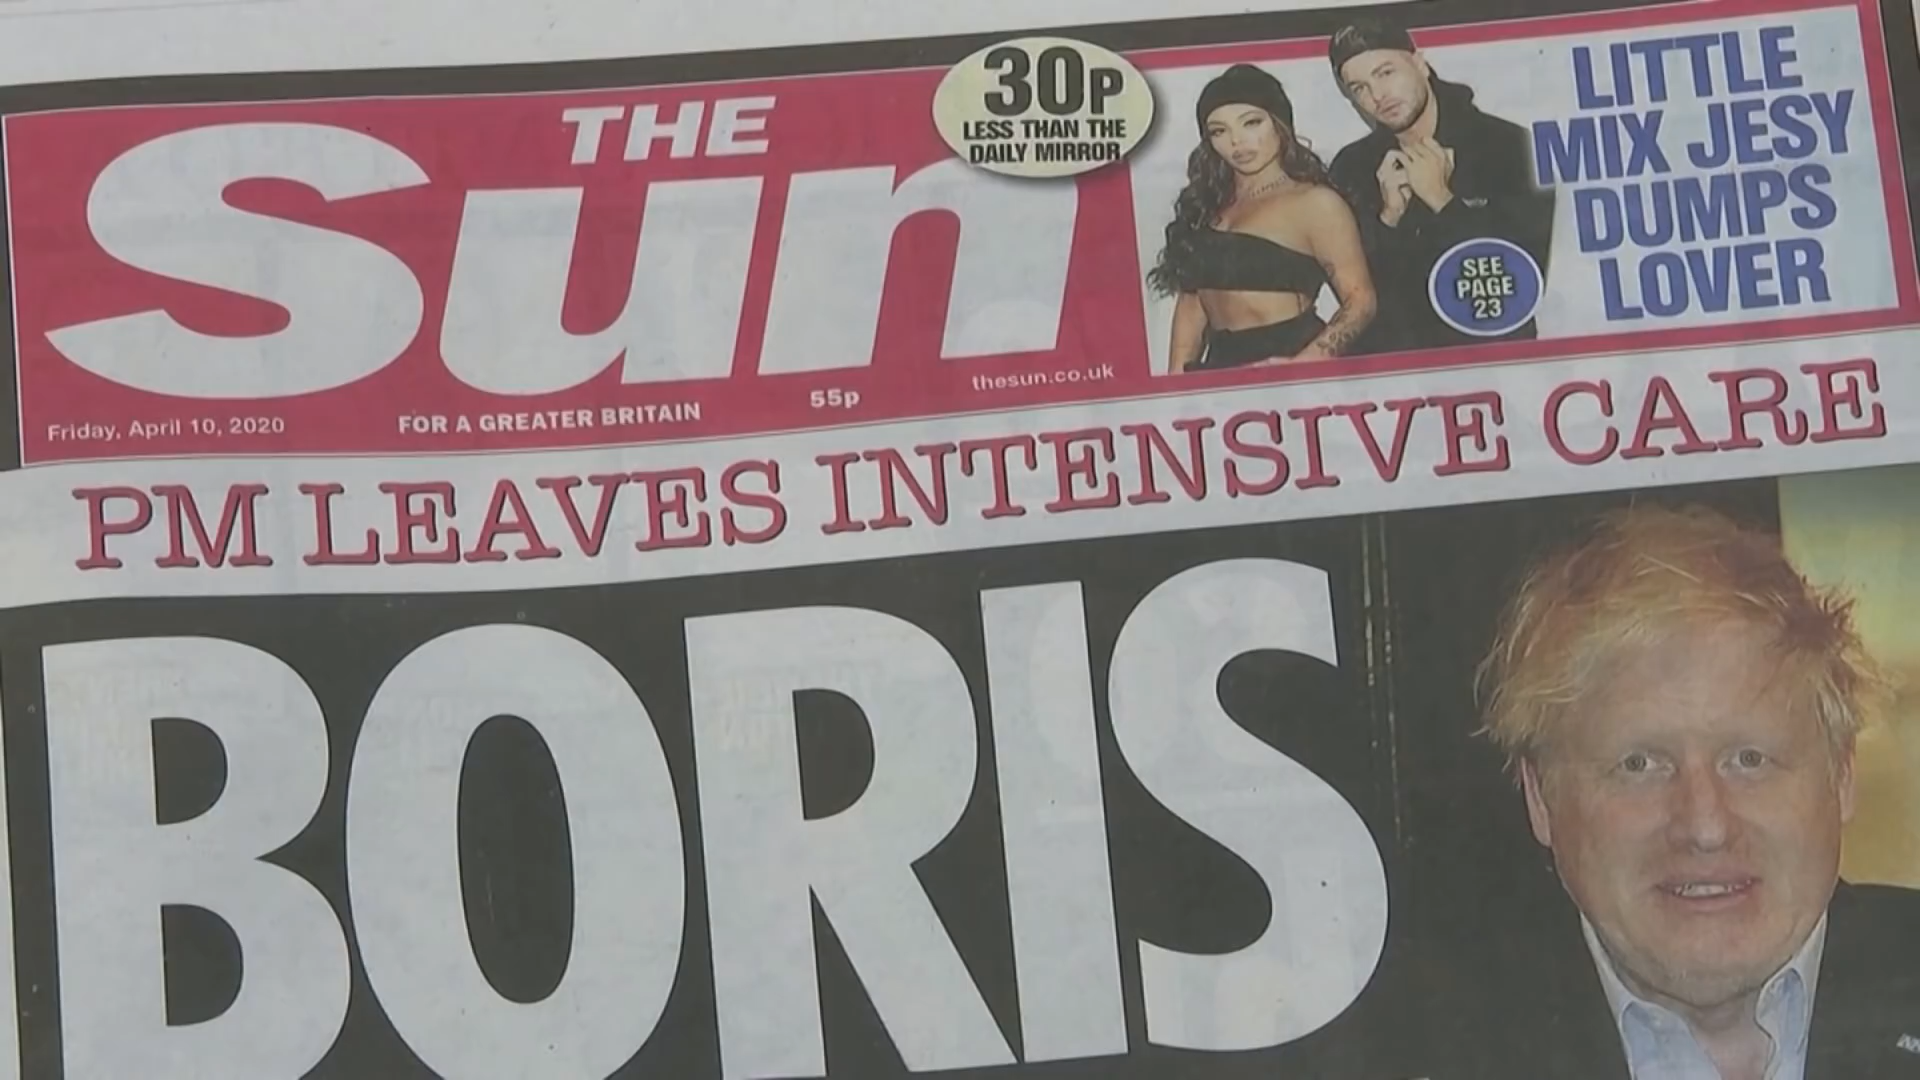 THE
Sun
30P
LESS THAN THE
DAILY MIRROR
LITTLE
MIX JESY
DUMPS
LOVER
SEE
PAGE
23
Friday, April 10, 2020
FOR A GREATER BRITAIN
55p
thesun.co.uk
PM LEAVES INTENSIVE CARE
BORIS